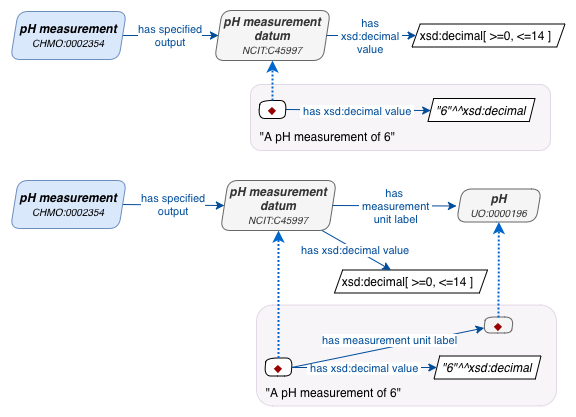 pH measurement
CHMO:0002354
has specified
output
pH measurement
datum
NCIT:C45997
has
xsd:decimal
value
xsd:decimal[ >=0, <=14 ]
has xsd:decimal value
"6"^^xsd:decimal
"A pH measurement of 6"
pH measurement
CHMO:0002354
has specified
output
pH measurement
datum
NCIT:C45997
has
measurement
unit label
pH
UO:0000196
has xsd:decimal value
xsd:decimal[ >=0, <=14 ]
has measurement unit label
has xsd:decimal value
"6"^^xsd:decimal
"A pH measurement of 6"